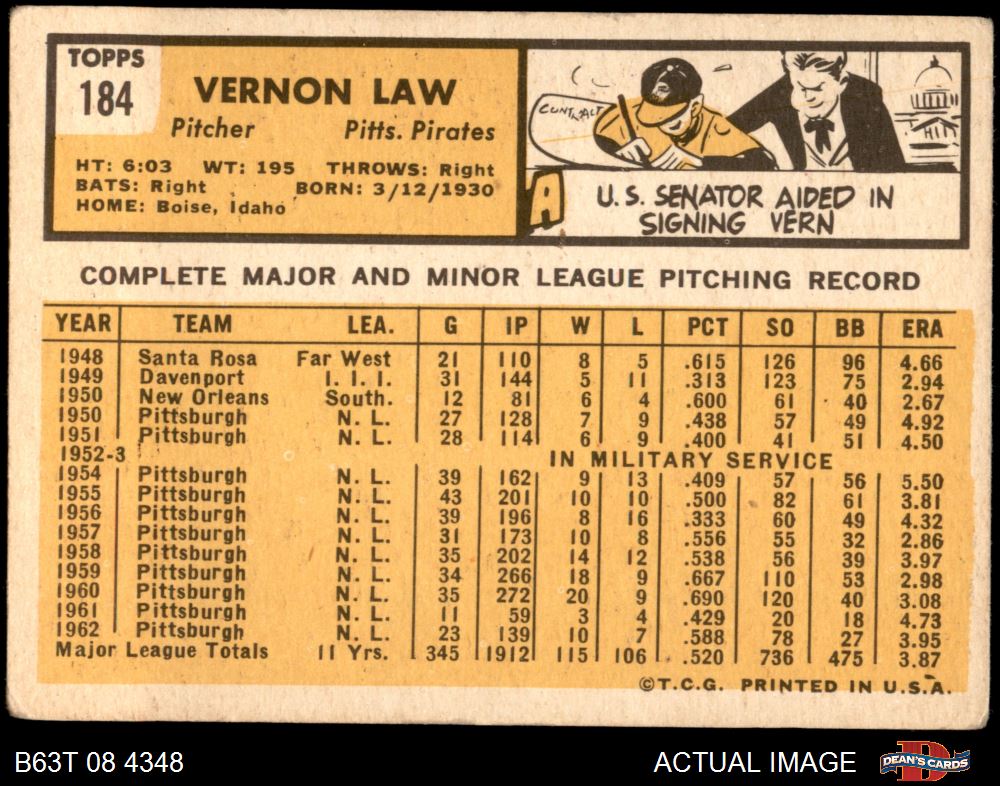 TOPPS
184
VERNON LAW
Pitcher Pitts. Pirates
HT: 6:03 WT: 195 THROWS: Right
BATS: Right BORN: 3/12/1930
HOME: Boise, Idaho
CONTRACT
U.S. SENATOR AIDED IN
SIGNING VERN
COMPLETE MAJOR AND MINOR LEAGUE PITCHING RECORD
YEAR TEAM LEA. G IP W L PCT SO BB ERA
1948 Santa Rosa Far West 21 110 8 5 .615 126 96 4.66
1949 Davenport I. I. I. 31 144 5 11 .313 123 75 2.94
1950 New Orleans South. 12 81 6 4 .600 61 40 2.67
1950 Pittsburgh N. L. 27 128 7 9 .438 57 49 4.92
1951 Pittsburgh N. L. 28 114 6 9 .400 41 51 4.50
1952-3 IN MILITARY SERVICE
1954 Pittsburgh N. L. 39 162 9 13 .409 57 56 5.50
1955 Pittsburgh N. L. 43 201 10 10 .500 82 61 3.81
1956 Pittsburgh N. L. 39 196 8 16 .333 60 49 4.32
1957 Pittsburgh N. L. 31 173 10 8 .556 55 32 2.86
1958 Pittsburgh N. L. 35 202 14 12 .538 56 39 3.97
1959 Pittsburgh N. L. 34 266 18 9 .667 110 53 2.98
1960 Pittsburgh N. L. 35 272 20 9 .690 120 40 3.08
1961 Pittsburgh N. L. 11 59 3 4 .429 20 18 4.73
1962 Pittsburgh N. L. 23 139 10 7 .588 78 27 3.95
Major League Totals 11 Yrs. 345 1912 115 106 .520 736 475 3.87
©T.C.G. PRINTED IN U.S.A.
B63T 08 4348
ACTUAL IMAGE
DEAN'S CARDS